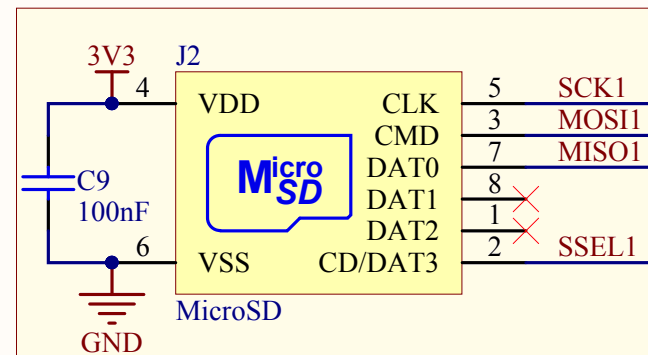 3V3
J2
4
VDD
CLK
5
SCK1
CMD
3
MOSI1
DAT0
7
MISO1
Micro
SD
C9
100nF
DAT1
8
DAT2
1
6
VSS
CD/DAT3
2
SSEL1
MicroSD
GND